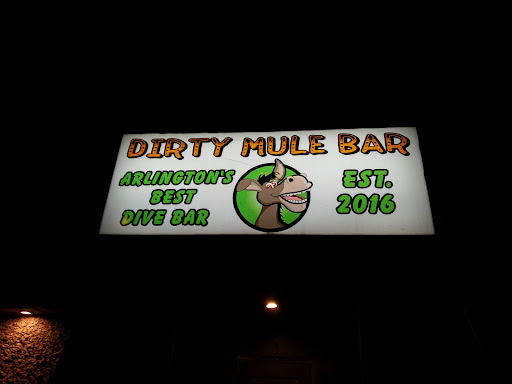 DIRTY MULE BAR
ARLINGTON'S
BEST
DIVE BAR
EST.
2016